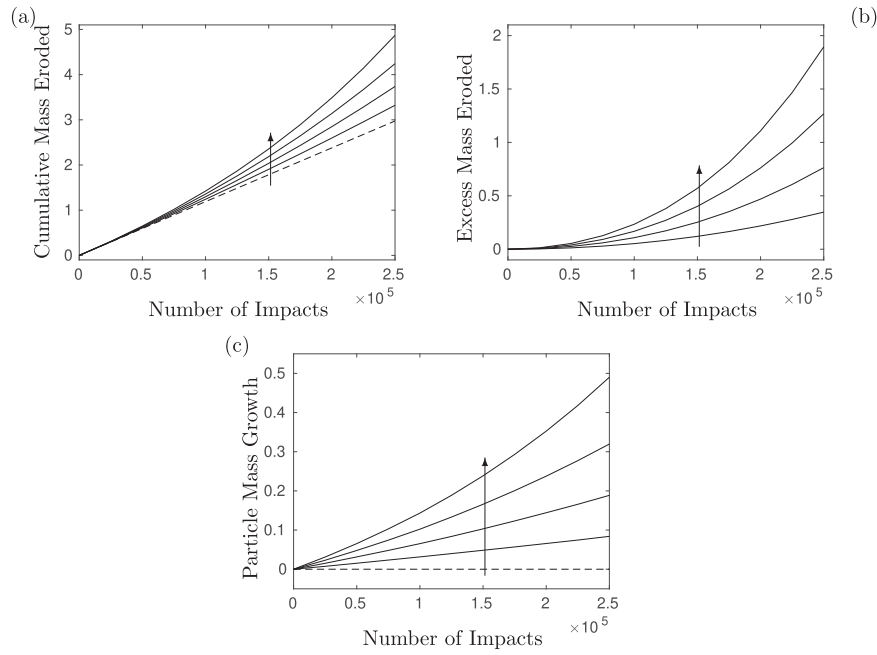 (a)
Cumulative Mass Eroded
5
4
3
2
1
0
0 0.5 1 1.5 2 2.5
×10 5
Number of Impacts
(b)
Excess Mass Eroded
2
1.5
1
0.5
0
0 0.5 1 1.5 2 2.5
×10 5
Number of Impacts
(c)
Particle Mass Growth
0.5
0.4
0.3
0.2
0.1
0
0 0.5 1 1.5 2 2.5
×10 5
Number of Impacts